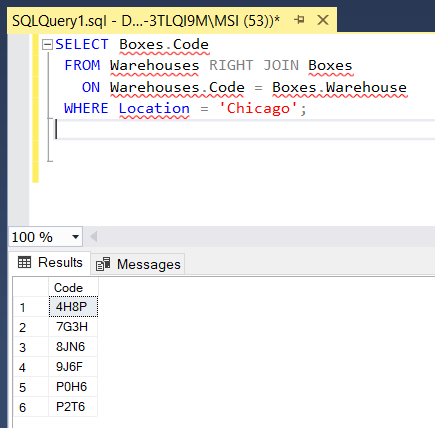 SQLQuery1.sql - D...-3TLQI9M\MSI (53))*
SELECT Boxes.Code
FROM Warehouses RIGHT JOIN Boxes
ON Warehouses.Code = Boxes.Warehouse
WHERE Location = 'Chicago';
100 %
Results Messages
Code
1 4H8P
2 7G3H
3 8JN6
4 9J6F
5 P0H6
6 P2T6